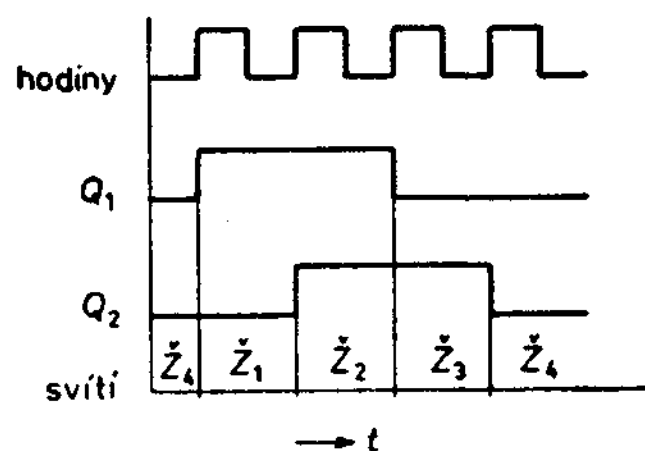 hodiny
Q₁
Q₂
svítí Ž₄ Ž₁ Ž₂ Ž₃ Ž₄
t